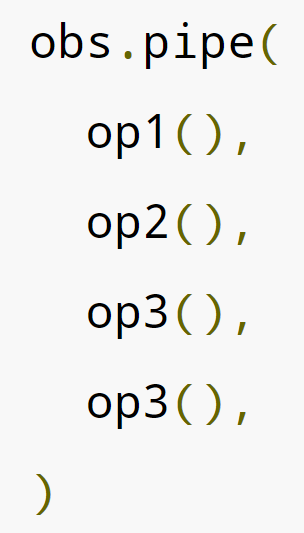 obs.pipe(
  op1(),
  op2(),
  op3(),
  op3(),
)